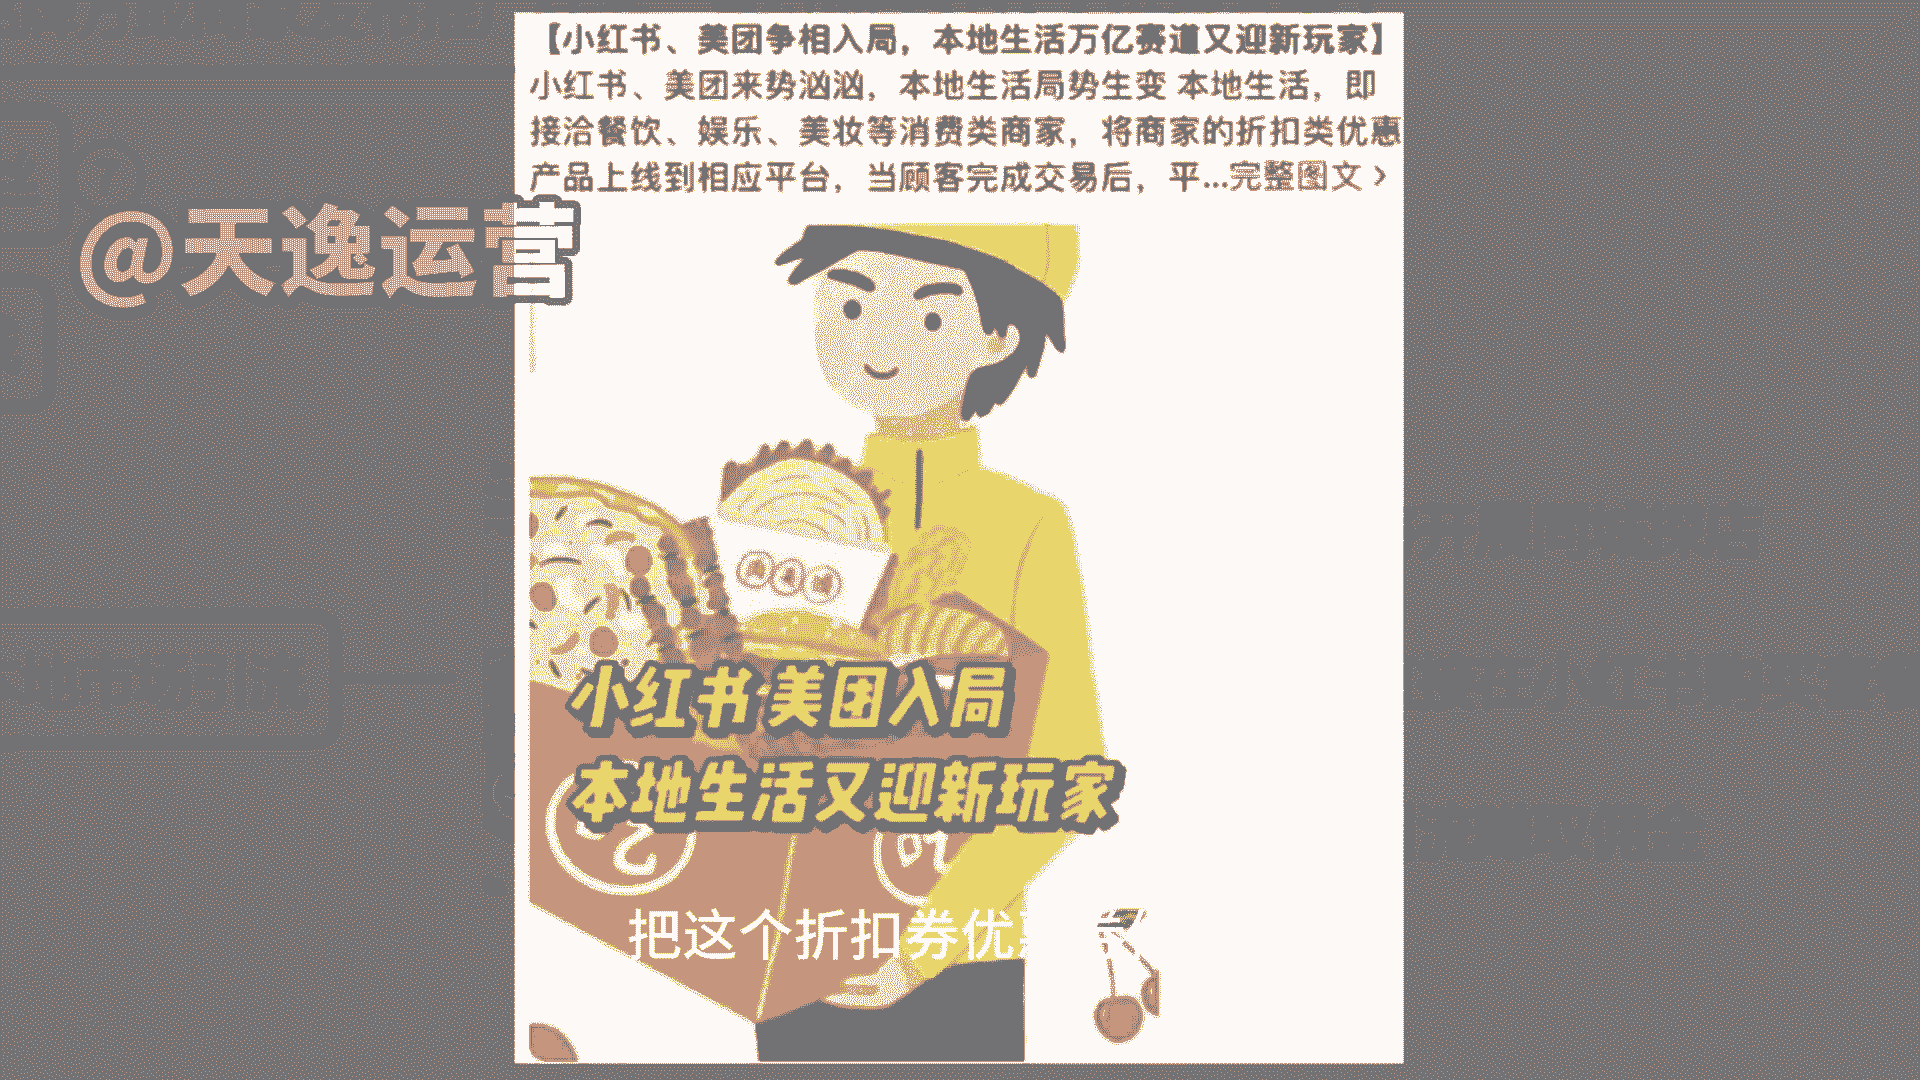 【小红书、美团争相入局，本地生活万亿赛道又迎新玩家】
小红书、美团来势汹汹，本地生活局势生变 本地生活，即
接洽餐饮、娱乐、美妆等消费类商家，将商家的折扣类优惠
产品上线到相应平台，当顾客完成交易后，平...完整图文 >
@天逸运营
小红书 美团入局
本地生活又迎新玩家
吃
把这个折扣券优